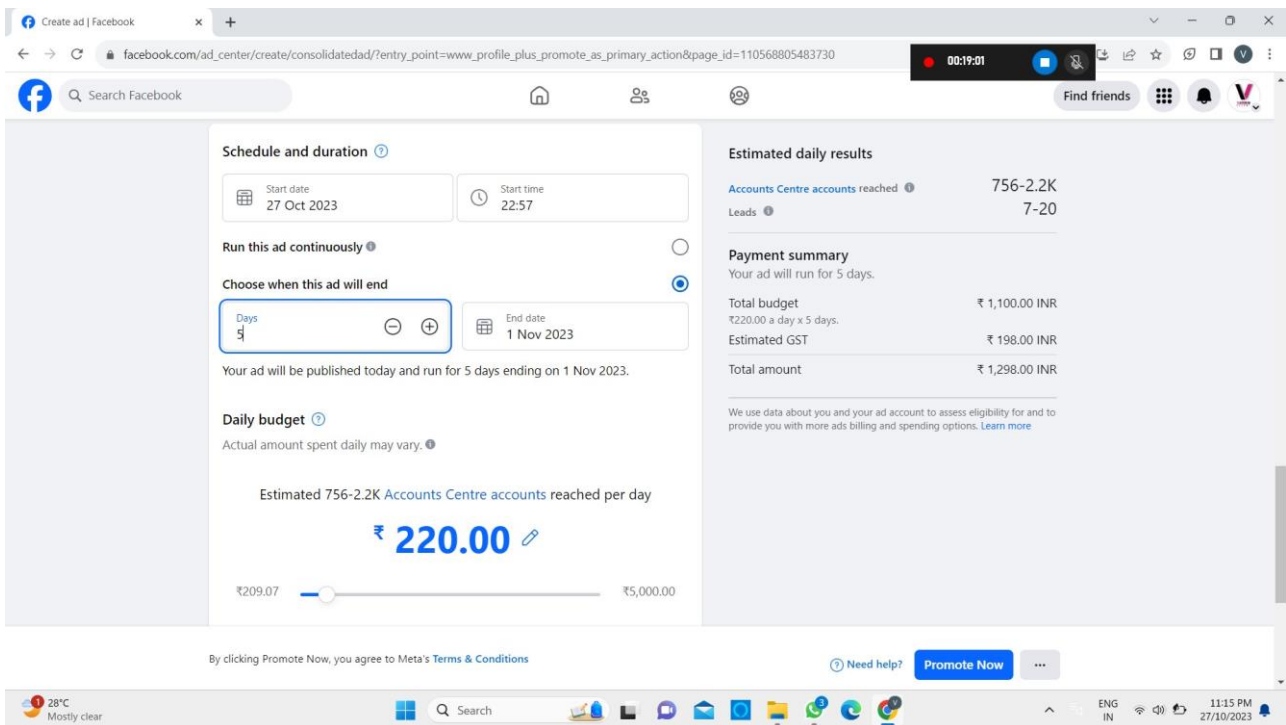 Create ad | Facebook
facebook.com/ad_center/create/consolidatedad/?entry_point=www_profile_plus_promote_as_primary_action&page_id=110568805483730
00:19:01
V
Search Facebook
Find friends
Schedule and duration
Start date
27 Oct 2023
Start time
22:57
Run this ad continuously
Choose when this ad will end
Days
5
End date
1 Nov 2023
Your ad will be published today and run for 5 days ending on 1 Nov 2023.
Daily budget
Actual amount spent daily may vary.
Estimated 756-2.2K Accounts Centre accounts reached per day
₹ 220.00
₹209.07
₹5,000.00
Estimated daily results
Accounts Centre accounts reached 756-2.2K
Leads 7-20
Payment summary
Your ad will run for 5 days.
Total budget ₹ 1,100.00 INR
₹220.00 a day x 5 days.
Estimated GST ₹ 198.00 INR
Total amount ₹ 1,298.00 INR
We use data about you and your ad account to assess eligibility for and to
provide you with more ads billing and spending options. Learn more
By clicking Promote Now, you agree to Meta's Terms & Conditions
Need help?
Promote Now
1
28°C
Mostly clear
Search
3
ENG
IN
11:15 PM
27/10/2023